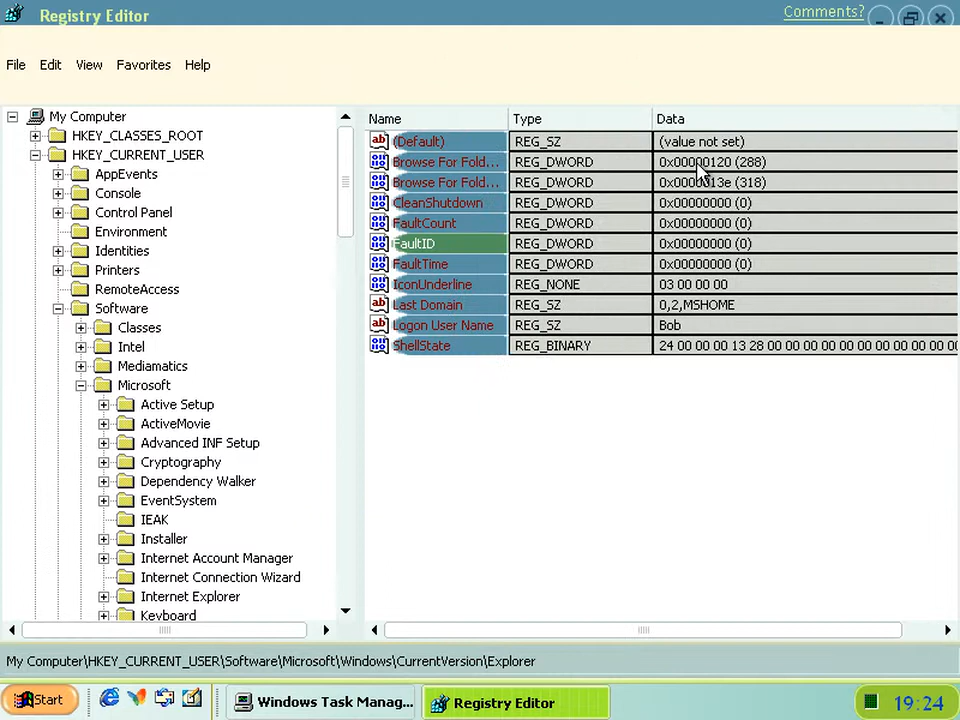 Registry Editor
Comments?
File Edit View Favorites Help
My Computer
HKEY_CLASSES_ROOT
HKEY_CURRENT_USER
AppEvents
Console
Control Panel
Environment
Identities
Printers
RemoteAccess
Software
Classes
Intel
Mediamatics
Microsoft
Active Setup
ActiveMovie
Advanced INF Setup
Cryptography
Dependency Walker
EventSystem
IEAK
Installer
Internet Account Manager
Internet Connection Wizard
Internet Explorer
Keyboard
Name Type Data
(Default) REG_SZ (value not set)
Browse For Fold... REG_DWORD 0x00000120 (288)
Browse For Fold... REG_DWORD 0x0000013e (318)
CleanShutdown REG_DWORD 0x00000000 (0)
FaultCount REG_DWORD 0x00000000 (0)
FaultID REG_DWORD 0x00000000 (0)
FaultTime REG_DWORD 0x00000000 (0)
IconUnderline REG_NONE 03 00 00 00
Last Domain REG_SZ 0,2,MSHOME
Logon User Name REG_SZ Bob
ShellState REG_BINARY 24 00 00 00 13 28 00 00 00 00 00 00 00 00 00 00 00
My Computer\HKEY_CURRENT_USER\Software\Microsoft\Windows\CurrentVersion\Explorer
Start Windows Task Manag... Registry Editor 19:24